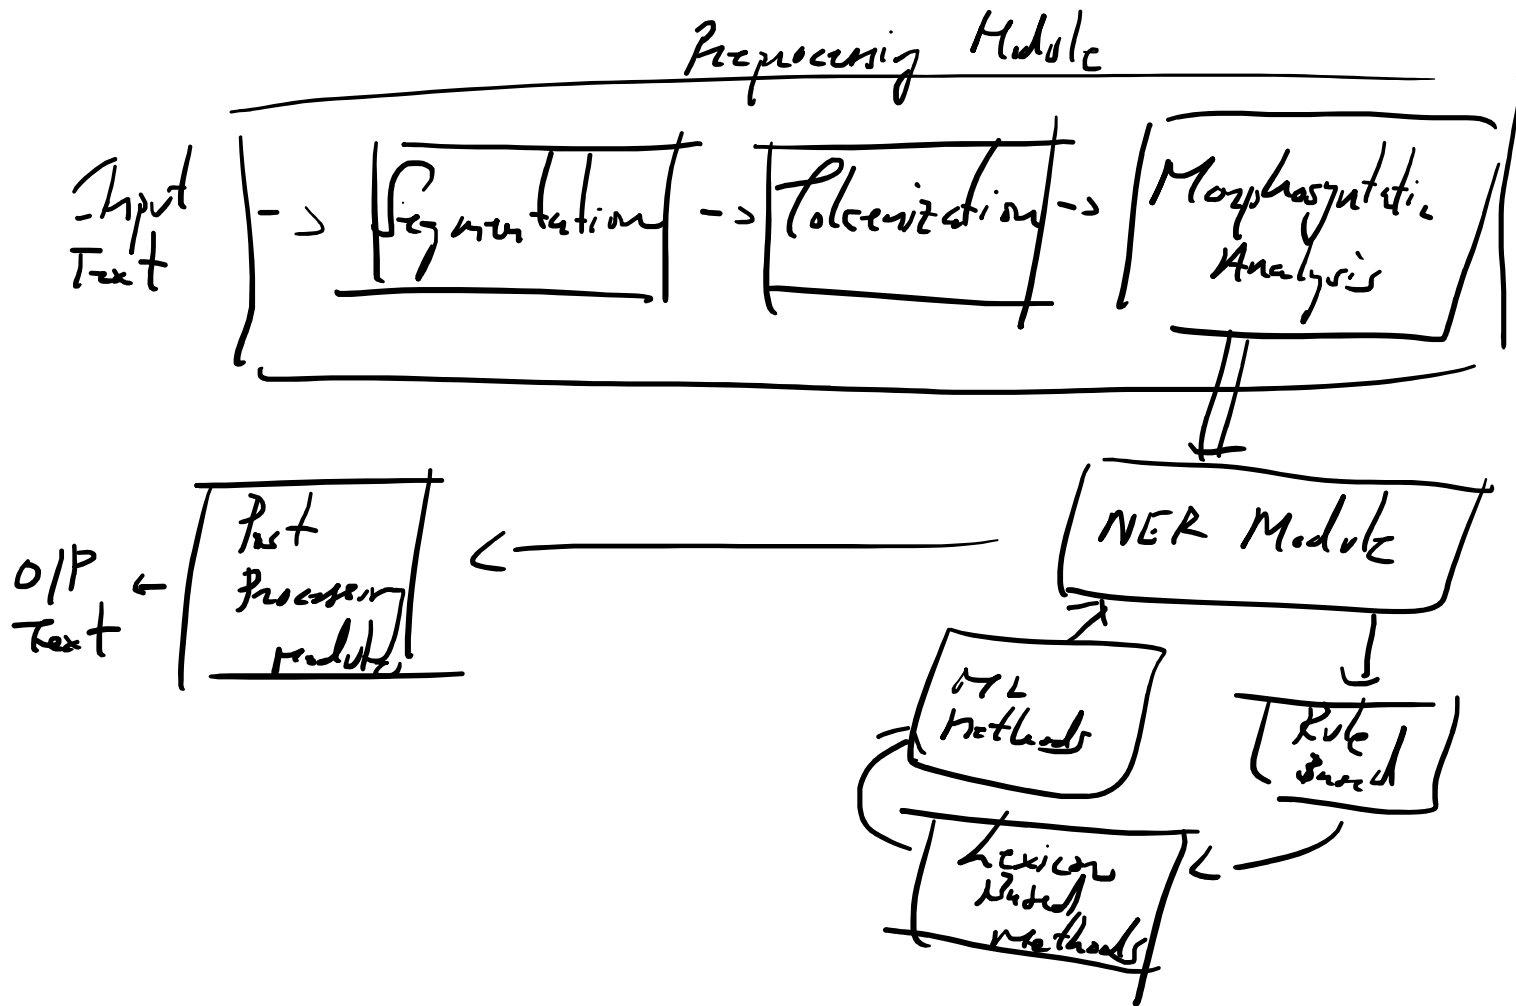 Preprocessing Module
Input
Text
Segmentation
Tokenization
Morphosyntatic
Analysis
NER Module
Post
Processing
module
O/P
Text
ML
Methods
Rule
Based
Lexicon
Based
Methods